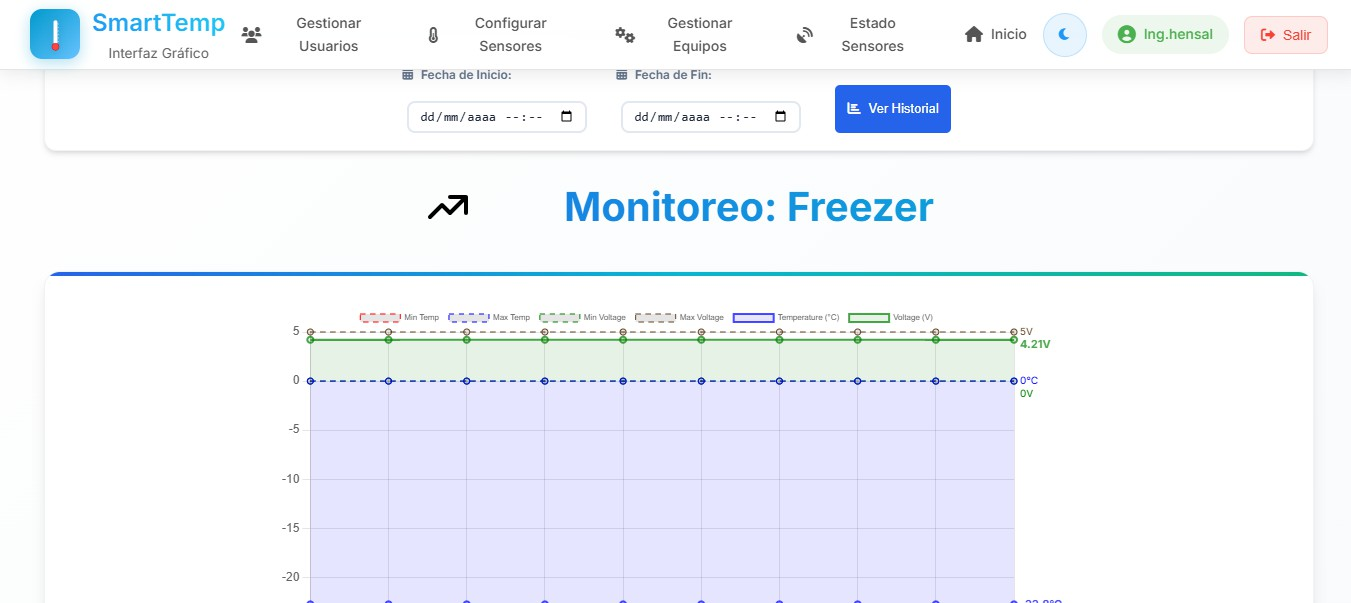 SmartTemp
Interfaz Gráfico
Gestionar
Usuarios
Configurar
Sensores
Gestionar
Equipos
Estado
Sensores
Inicio
Ing.hensal
Salir
Fecha de Inicio:
Fecha de Fin:
dd/mm/aaaa --:--
dd/mm/aaaa --:--
Ver Historial
Monitoreo: Freezer
Min Temp
Max Temp
Min Voltage
Max Voltage
Temperature (°C)
Voltage (V)
5
5V
4.21V
0
0°C
0V
-5
-10
-15
-20